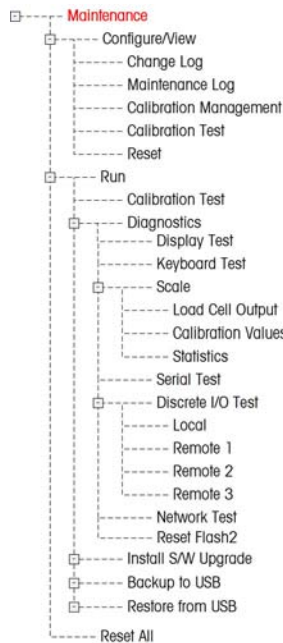 Maintenance
Configure/View
Change Log
Maintenance Log
Calibration Management
Calibration Test
Reset
Run
Calibration Test
Diagnostics
Display Test
Keyboard Test
Scale
Load Cell Output
Calibration Values
Statistics
Serial Test
Discrete I/O Test
Local
Remote 1
Remote 2
Remote 3
Network Test
Reset Flash2
Install S/W Upgrade
Backup to USB
Restore from USB
Reset All